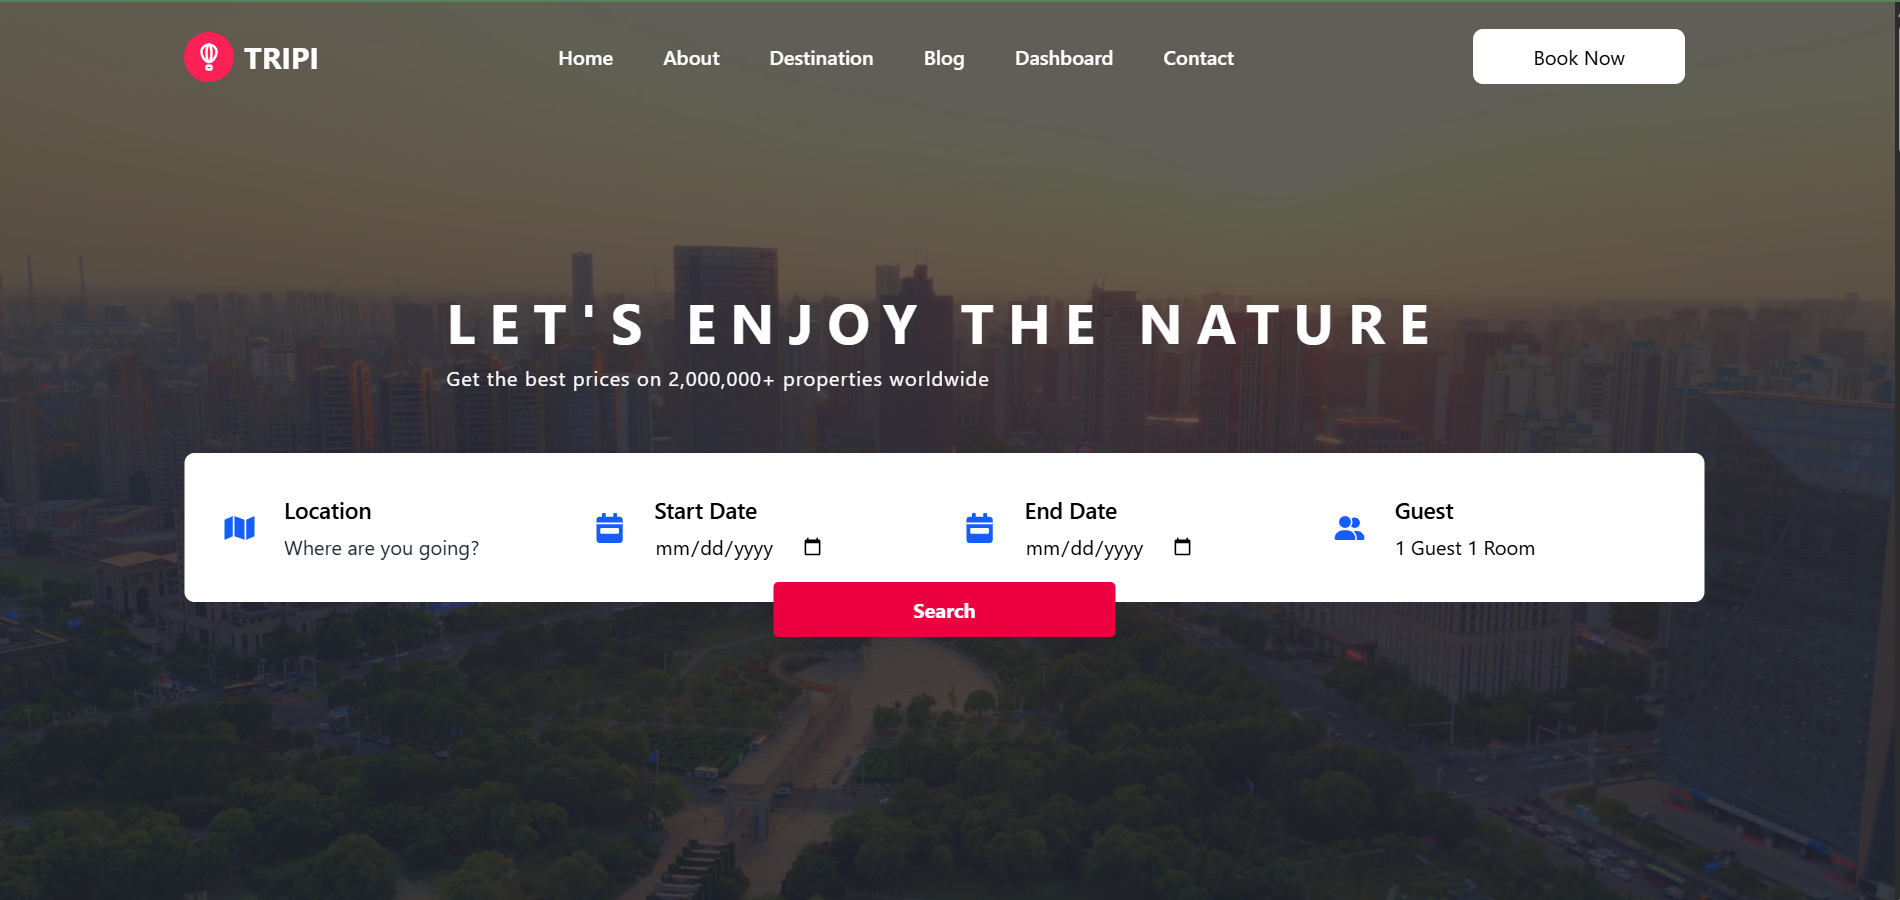 TRIPI
Home About Destination Blog Dashboard Contact
Book Now
LET'S ENJOY THE NATURE
Get the best prices on 2,000,000+ properties worldwide
Location
Where are you going?
Start Date
mm/dd/yyyy
End Date
mm/dd/yyyy
Guest
1 Guest 1 Room
Search